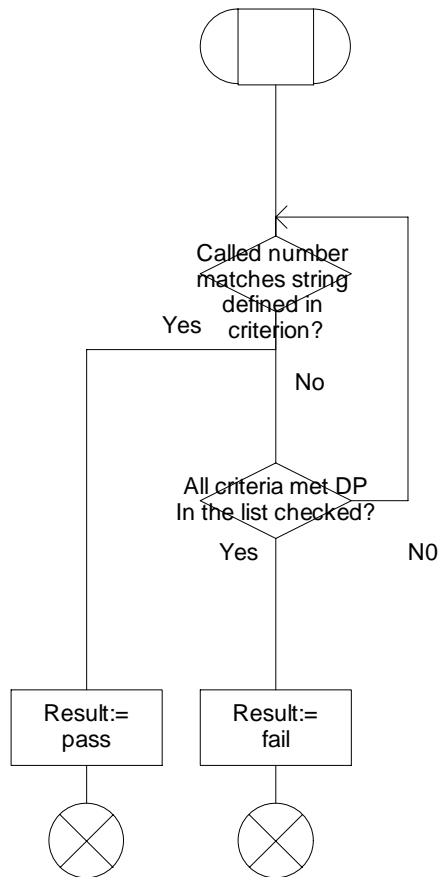 Called number
matches string
defined in
criterion?
Yes
No
All criteria met DP
In the list checked?
Yes
N0
Result:=
pass
Result:=
fail